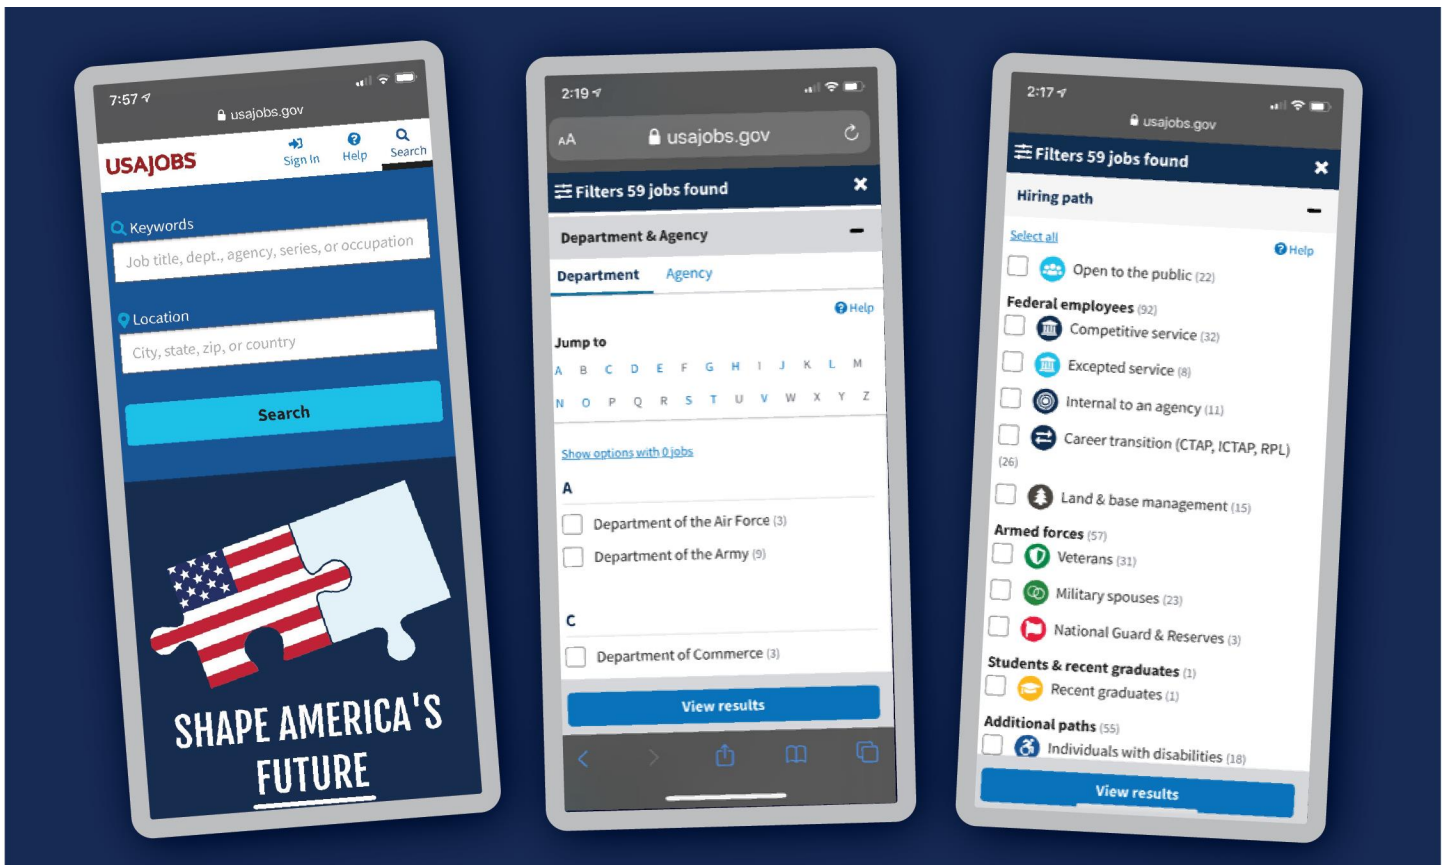 7:57
usajobs.gov
USAJOBS
Sign In
Help
Search
Keywords
Job title, dept., agency, series, or occupation
Location
City, state, zip, or country
Search
SHAPE AMERICA'S
FUTURE
2:19
AA
usajobs.gov
Filters 59 jobs found
Department & Agency
Department
Agency
Help
Jump to
A B C D E F G H I J K L M
N O P Q R S T U V W X Y Z
Show options with 0 jobs
A
Department of the Air Force (3)
Department of the Army (9)
C
Department of Commerce (3)
View results
2:17
usajobs.gov
Filters 59 jobs found
Hiring path
Select all
Help
Open to the public (22)
Federal employees (92)
Competitive service (32)
Excepted service (8)
Internal to an agency (11)
Career transition (CTAP, ICTAP, RPL)
(26)
Land & base management (15)
Armed forces (57)
Veterans (31)
Military spouses (23)
National Guard & Reserves (3)
Students & recent graduates (1)
Recent graduates (1)
Additional paths (55)
Individuals with disabilities (18)
View results